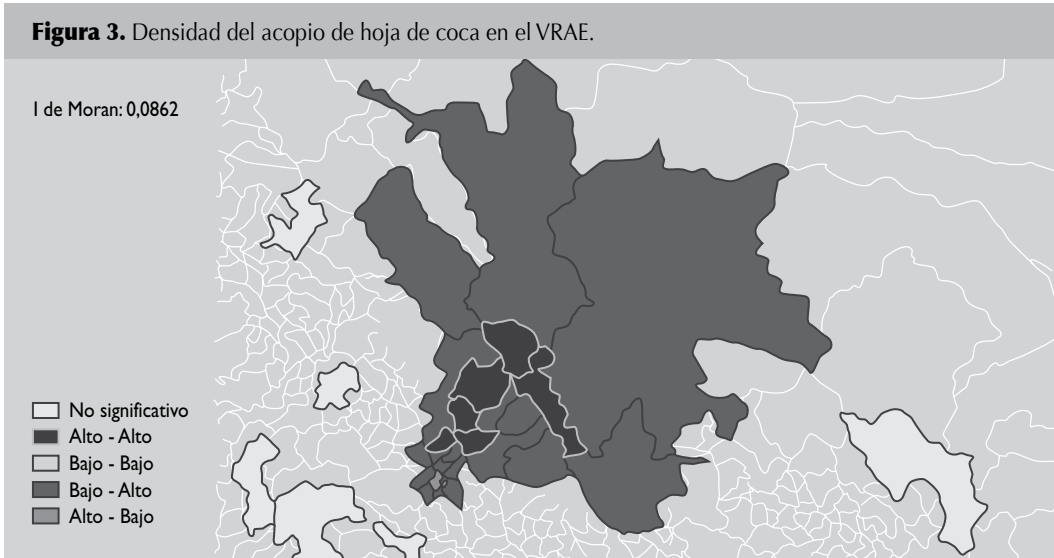 Figura 3. Densidad del acopio de hoja de coca en el VRAE.
I de Moran: 0,0862
No significativo
Alto - Alto
Bajo - Bajo
Bajo - Alto
Alto - Bajo